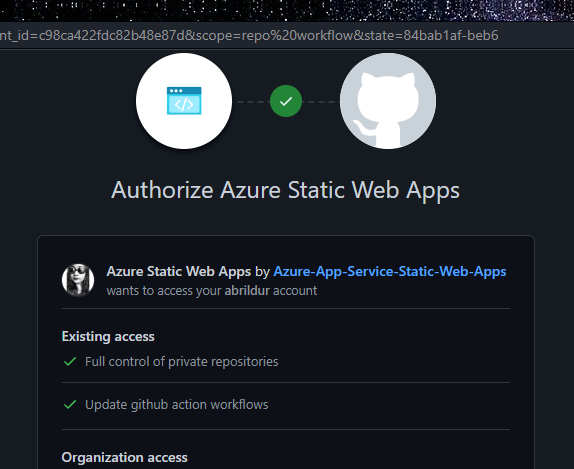 nt_id=c98ca422fdc82b48e87d&scope=repo%20workflow&state=84bab1af-beb6
Authorize Azure Static Web Apps
Azure Static Web Apps by Azure-App-Service-Static-Web-Apps
wants to access your abrildur account
Existing access
Full control of private repositories
Update github action workflows
Organization access